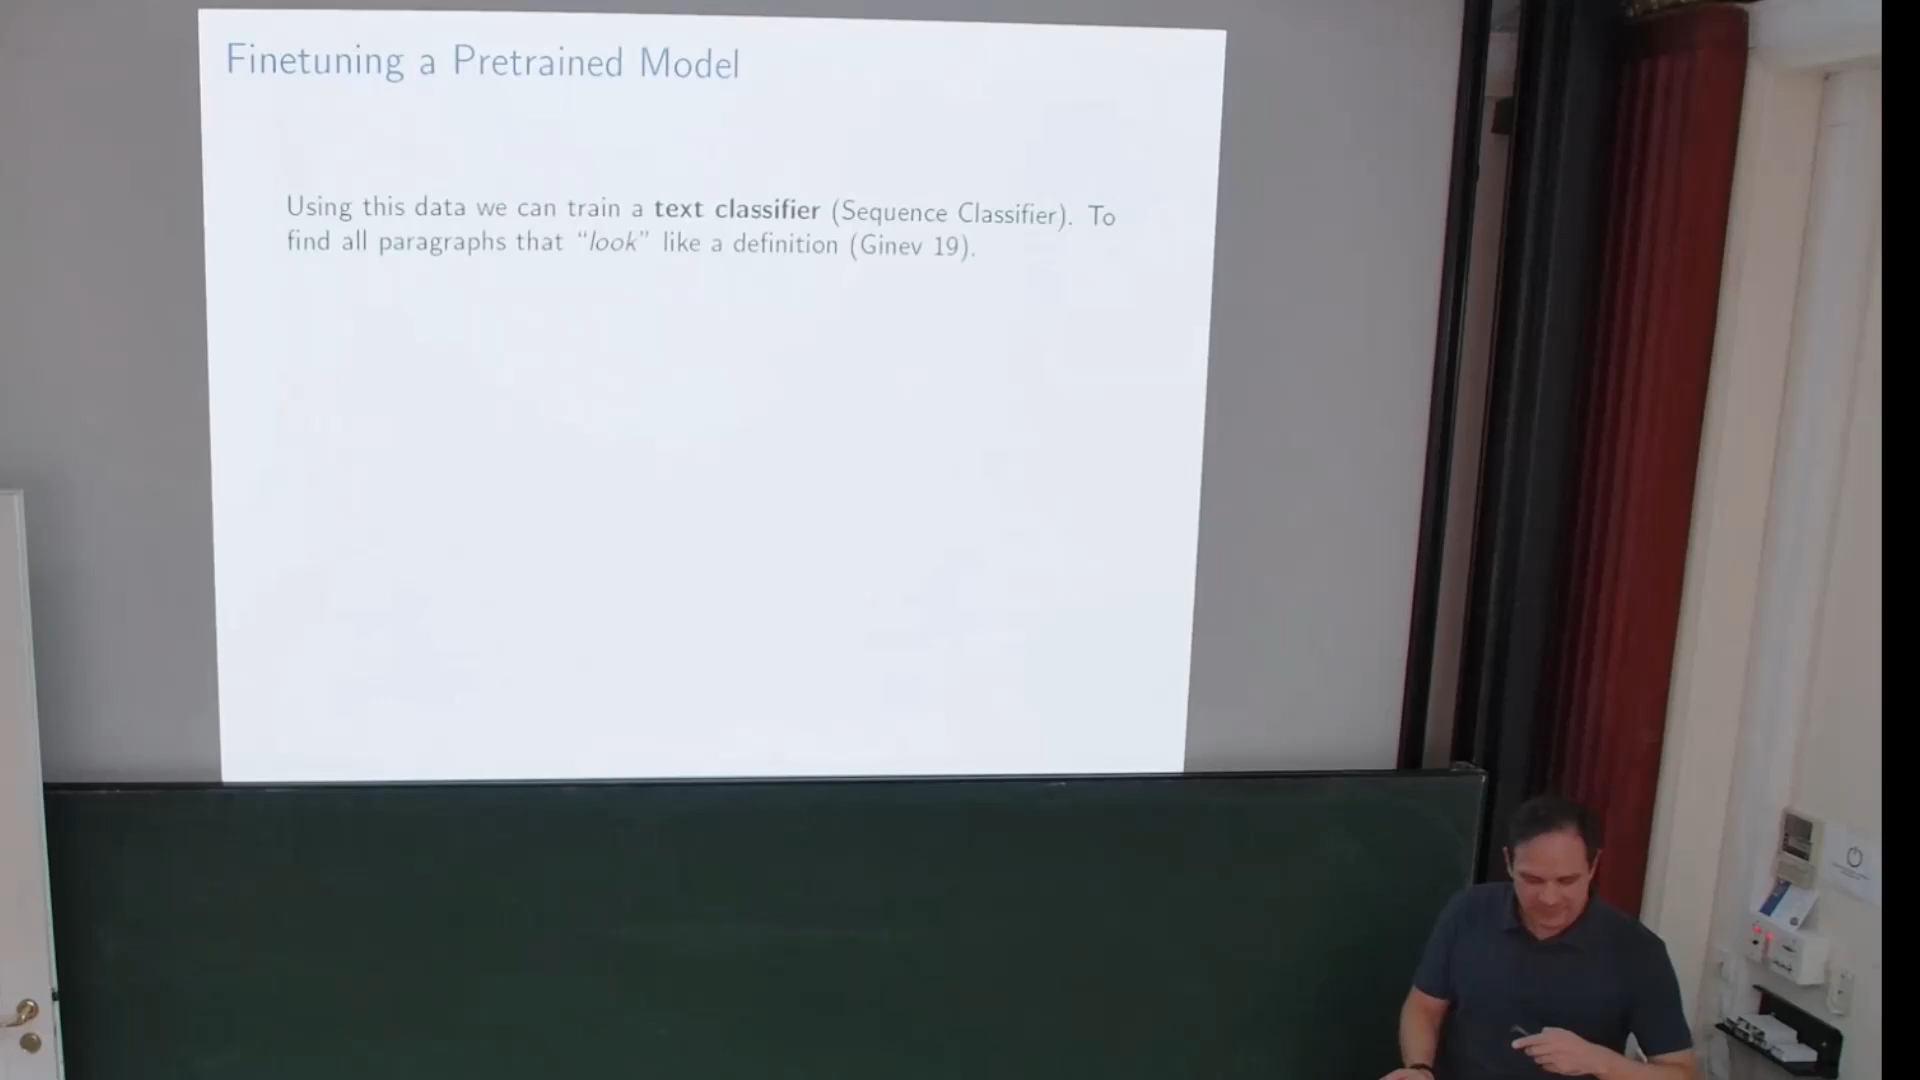 Finetuning a Pretrained Model
Using this data we can train a text classifier (Sequence Classifier). To
find all paragraphs that “look” like a definition (Ginev 19).